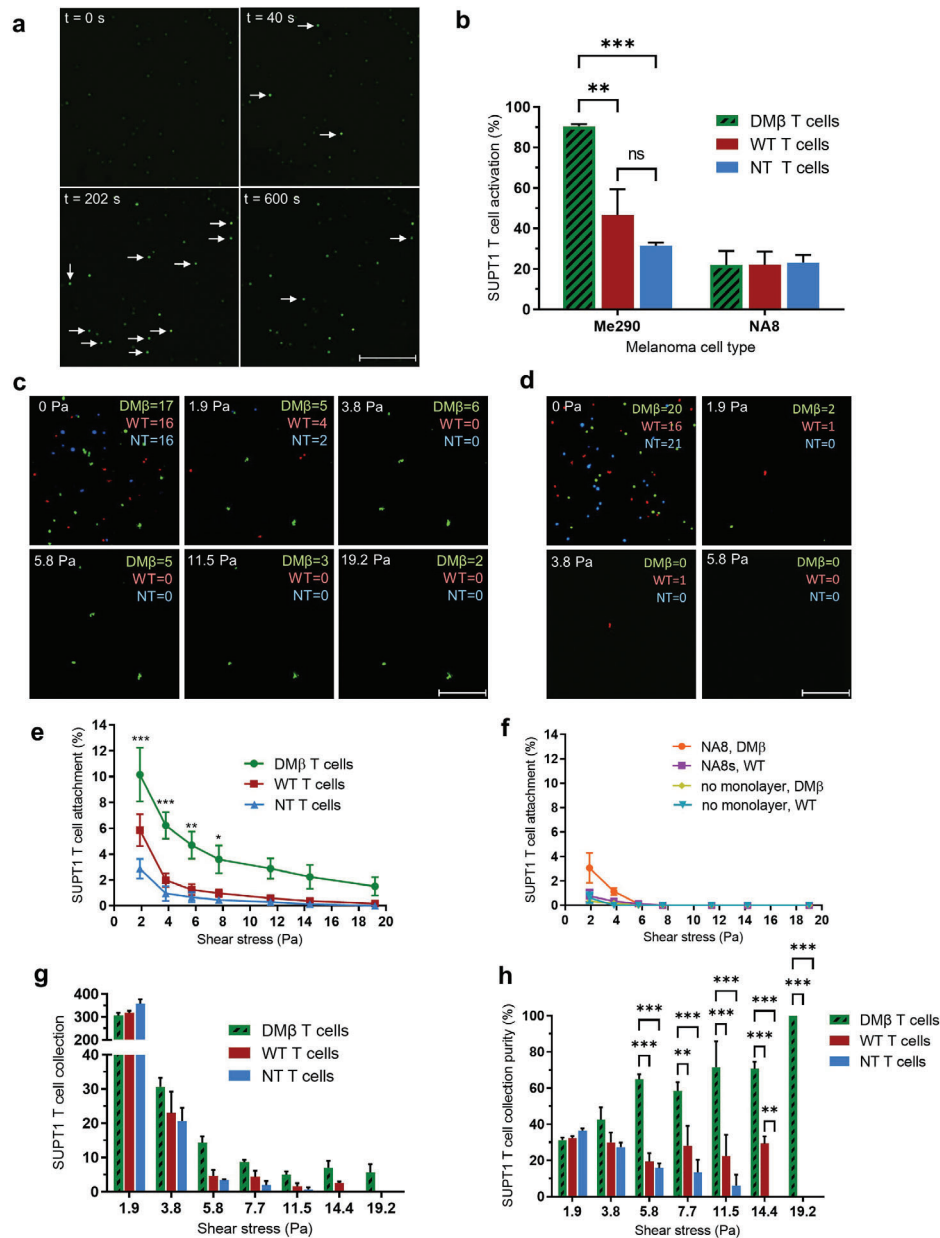 a
t = 0 s
t = 40 s
t = 202 s
t = 600 s
b
***
**
ns
100
80
60
40
20
0
SUPT1 T cell activation (%)
DMβ T cells
WT T cells
NT T cells
Me290
NA8
Melanoma cell type
c
0 Pa
DMβ=17
WT=16
NT=16
1.9 Pa
DMβ=5
WT=4
NT=2
3.8 Pa
DMβ=6
WT=0
NT=0
5.8 Pa
DMβ=5
WT=0
NT=0
11.5 Pa
DMβ=3
WT=0
NT=0
19.2 Pa
DMβ=2
WT=0
NT=0
d
0 Pa
DMβ=20
WT=16
NT=21
1.9 Pa
DMβ=2
WT=1
NT=0
3.8 Pa
DMβ=0
WT=1
NT=0
5.8 Pa
DMβ=0
WT=0
NT=0
e
14
12
10
8
6
4
2
0
SUPT1 T cell attachment (%)
***
***
**
*
DMβ T cells
WT T cells
NT T cells
0 2 4 6 8 10 12 14 16 18 20
Shear stress (Pa)
f
14
12
10
8
6
4
2
0
SUPT1 T cell attachment (%)
NA8, DMβ
NA8s, WT
no monolayer, DMβ
no monolayer, WT
0 2 4 6 8 10 12 14 16 18 20
Shear stress (Pa)
g
400
300
200
40
30
20
10
0
SUPT1 T cell collection
DMβ T cells
WT T cells
NT T cells
1.9 3.8 5.8 7.7 11.5 14.4 19.2
Shear stress (Pa)
h
100
80
60
40
20
0
SUPT1 T cell collection purity (%)
***
***
***
**
***
***
***
***
**
***
***
DMβ T cells
WT T cells
NT T cells
1.9 3.8 5.8 7.7 11.5 14.4 19.2
Shear stress (Pa)